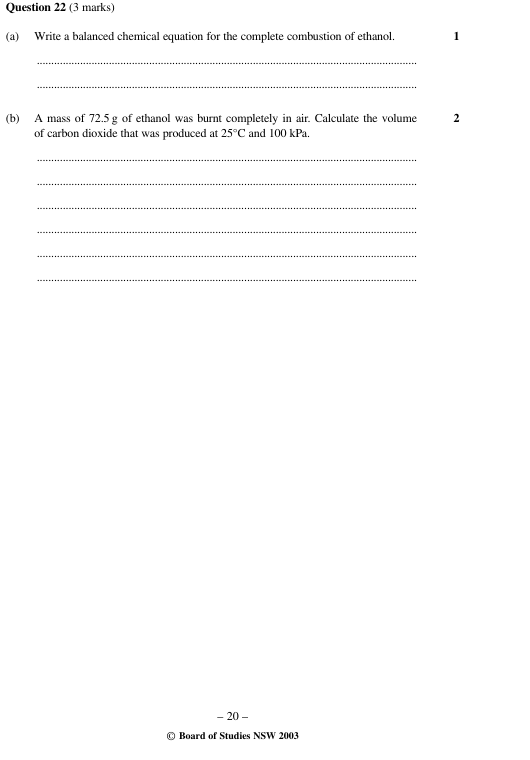 Question 22 (3 marks)
(a) Write a balanced chemical equation for the complete combustion of ethanol. 1
(b) A mass of 72.5 g of ethanol was burnt completely in air. Calculate the volume 2
of carbon dioxide that was produced at 25°C and 100 kPa.
– 20 –
© Board of Studies NSW 2003